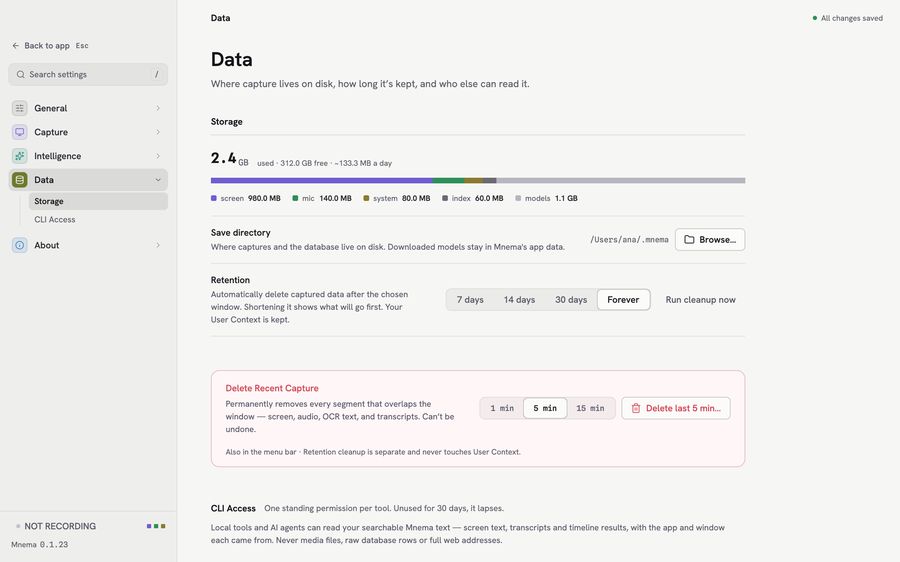 Back to app Esc
Search settings /
General
Capture
Intelligence
Data
Storage
CLI Access
About
NOT RECORDING
Mnema 0.1.23
Data
All changes saved
Data
Where capture lives on disk, how long it's kept, and who else can read it.
Storage
2.4 GB used · 312.0 GB free · ~133.3 MB a day
screen 980.0 MB mic 140.0 MB system 80.0 MB index 60.0 MB models 1.1 GB
Save directory
Where captures and the database live on disk. Downloaded models stay in Mnema's app data.
/Users/ana/.mnema Browse…
Retention
Automatically delete captured data after the chosen
window. Shortening it shows what will go first. Your
User Context is kept.
7 days 14 days 30 days Forever Run cleanup now
Delete Recent Capture
Permanently removes every segment that overlaps the
window — screen, audio, OCR text, and transcripts. Can't be
undone.
1 min 5 min 15 min Delete last 5 min…
Also in the menu bar · Retention cleanup is separate and never touches User Context.
CLI Access One standing permission per tool. Unused for 30 days, it lapses.
Local tools and AI agents can read your searchable Mnema text — screen text, transcripts and timeline results, with the app and window
each came from. Never media files, raw database rows or full web addresses.